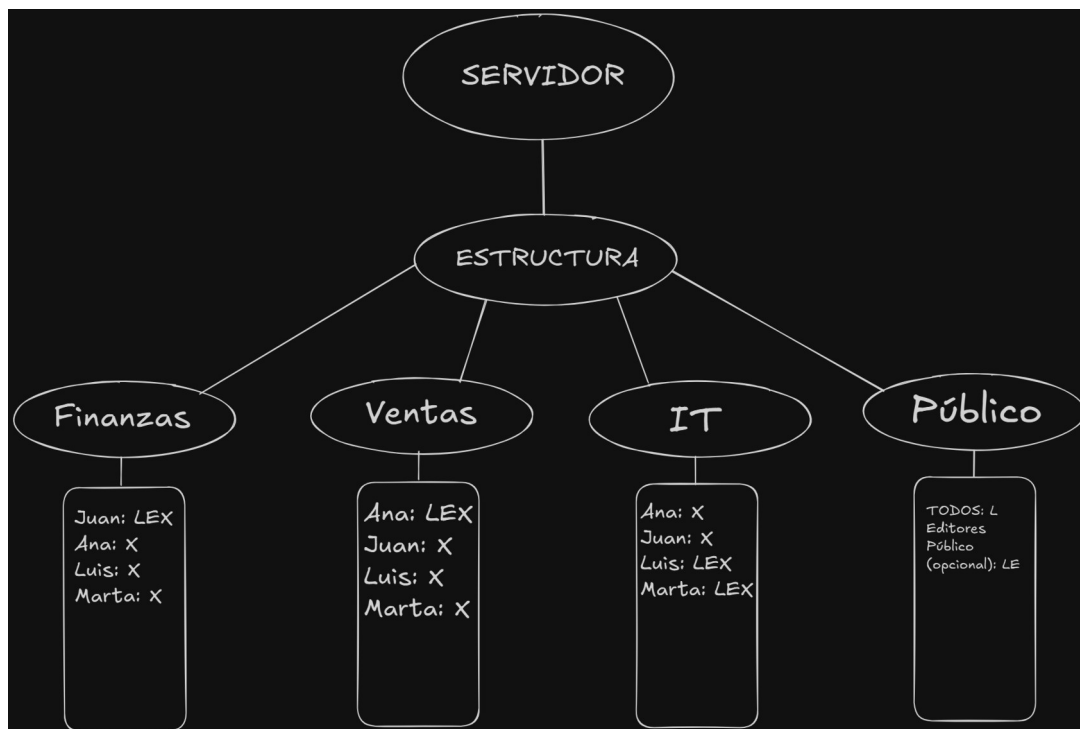 SERVIDOR
ESTRUCTURA
Finanzas
Juan: LEX
Ana: X
Luis: X
Marta: X
Ventas
Ana: LEX
Juan: X
Luis: X
Marta: X
IT
Ana: X
Juan: X
Luis: LEX
Marta: LEX
Público
TODOS: L
Editores
Público
(opcional): LE